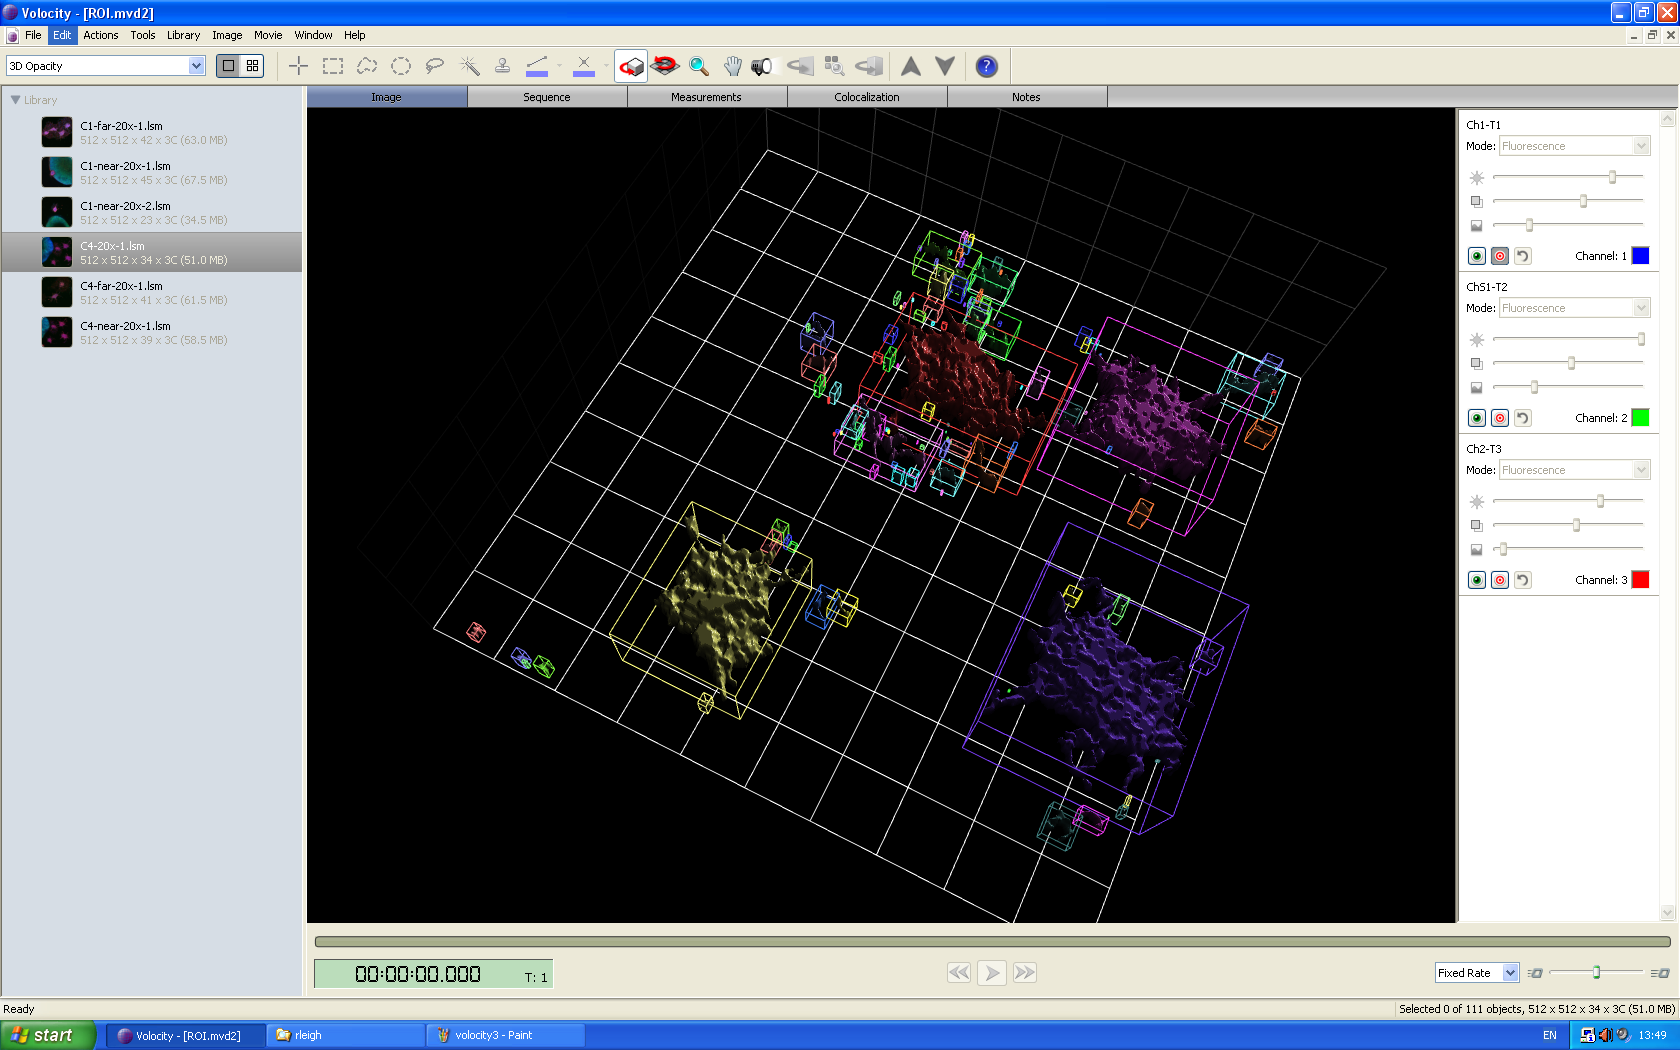 Volocity - [ROI.mvd2]
File Edit Actions Tools Library Image Movie Window Help
3D Opacity
Library
Image Sequence Measurements Colocalization Notes
C1-far-20x-1.lsm
512 x 512 x 42 x 3C (63.0 MB)
C1-near-20x-1.lsm
512 x 512 x 45 x 3C (67.5 MB)
C1-near-20x-2.lsm
512 x 512 x 23 x 3C (34.5 MB)
C4-20x-1.lsm
512 x 512 x 34 x 3C (51.0 MB)
C4-far-20x-1.lsm
512 x 512 x 41 x 3C (61.5 MB)
C4-near-20x-1.lsm
512 x 512 x 39 x 3C (58.5 MB)
Ch1-T1
Mode: Fluorescence
Channel: 1
ChS1-T2
Mode: Fluorescence
Channel: 2
Ch2-T3
Mode: Fluorescence
Channel: 3
00:00:00.000 T: 1
Fixed Rate
Ready
Selected 0 of 111 objects, 512 x 512 x 34 x 3C (51.0 MB)
start
Volocity - [ROI.mvd2]
rleigh
volocity3 - Paint
EN
13:49